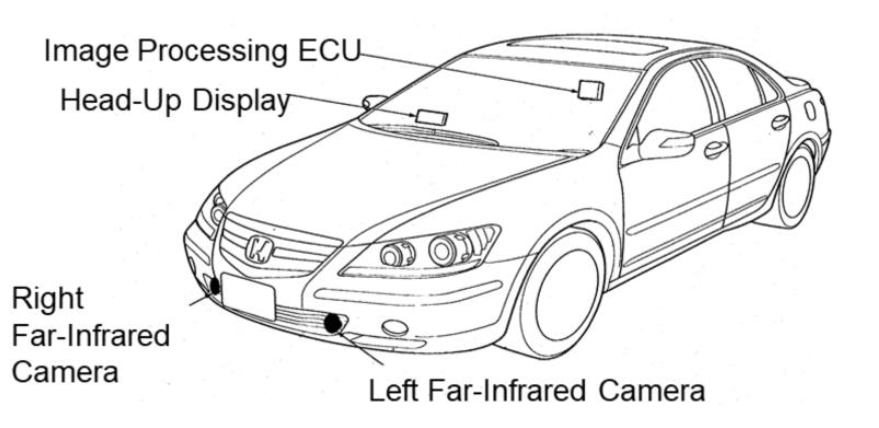 Image Processing ECU
Head-Up Display
Right
Far-Infrared
Camera
Left Far-Infrared Camera